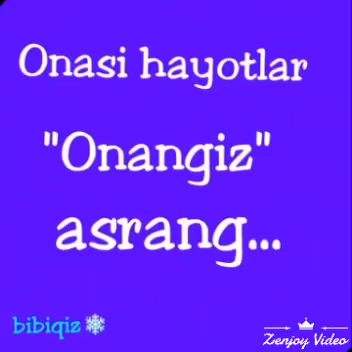 Onasi hayotlar
"Onangiz"
asrang...
bibiqiz❄
Zenjoy Video